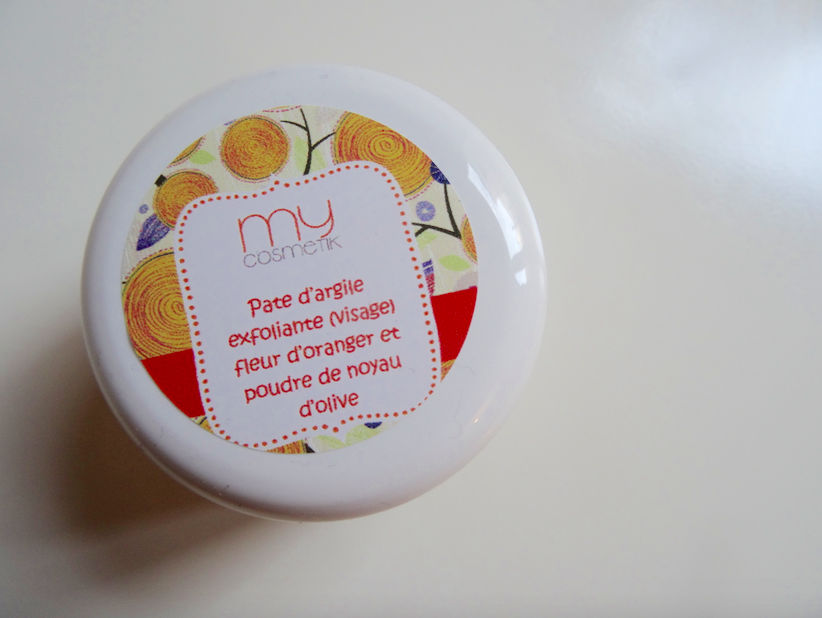 my
cosmetik
Pate d'argile
exfoliante (visage)
fleur d'oranger et
poudre de noyau
d'olive